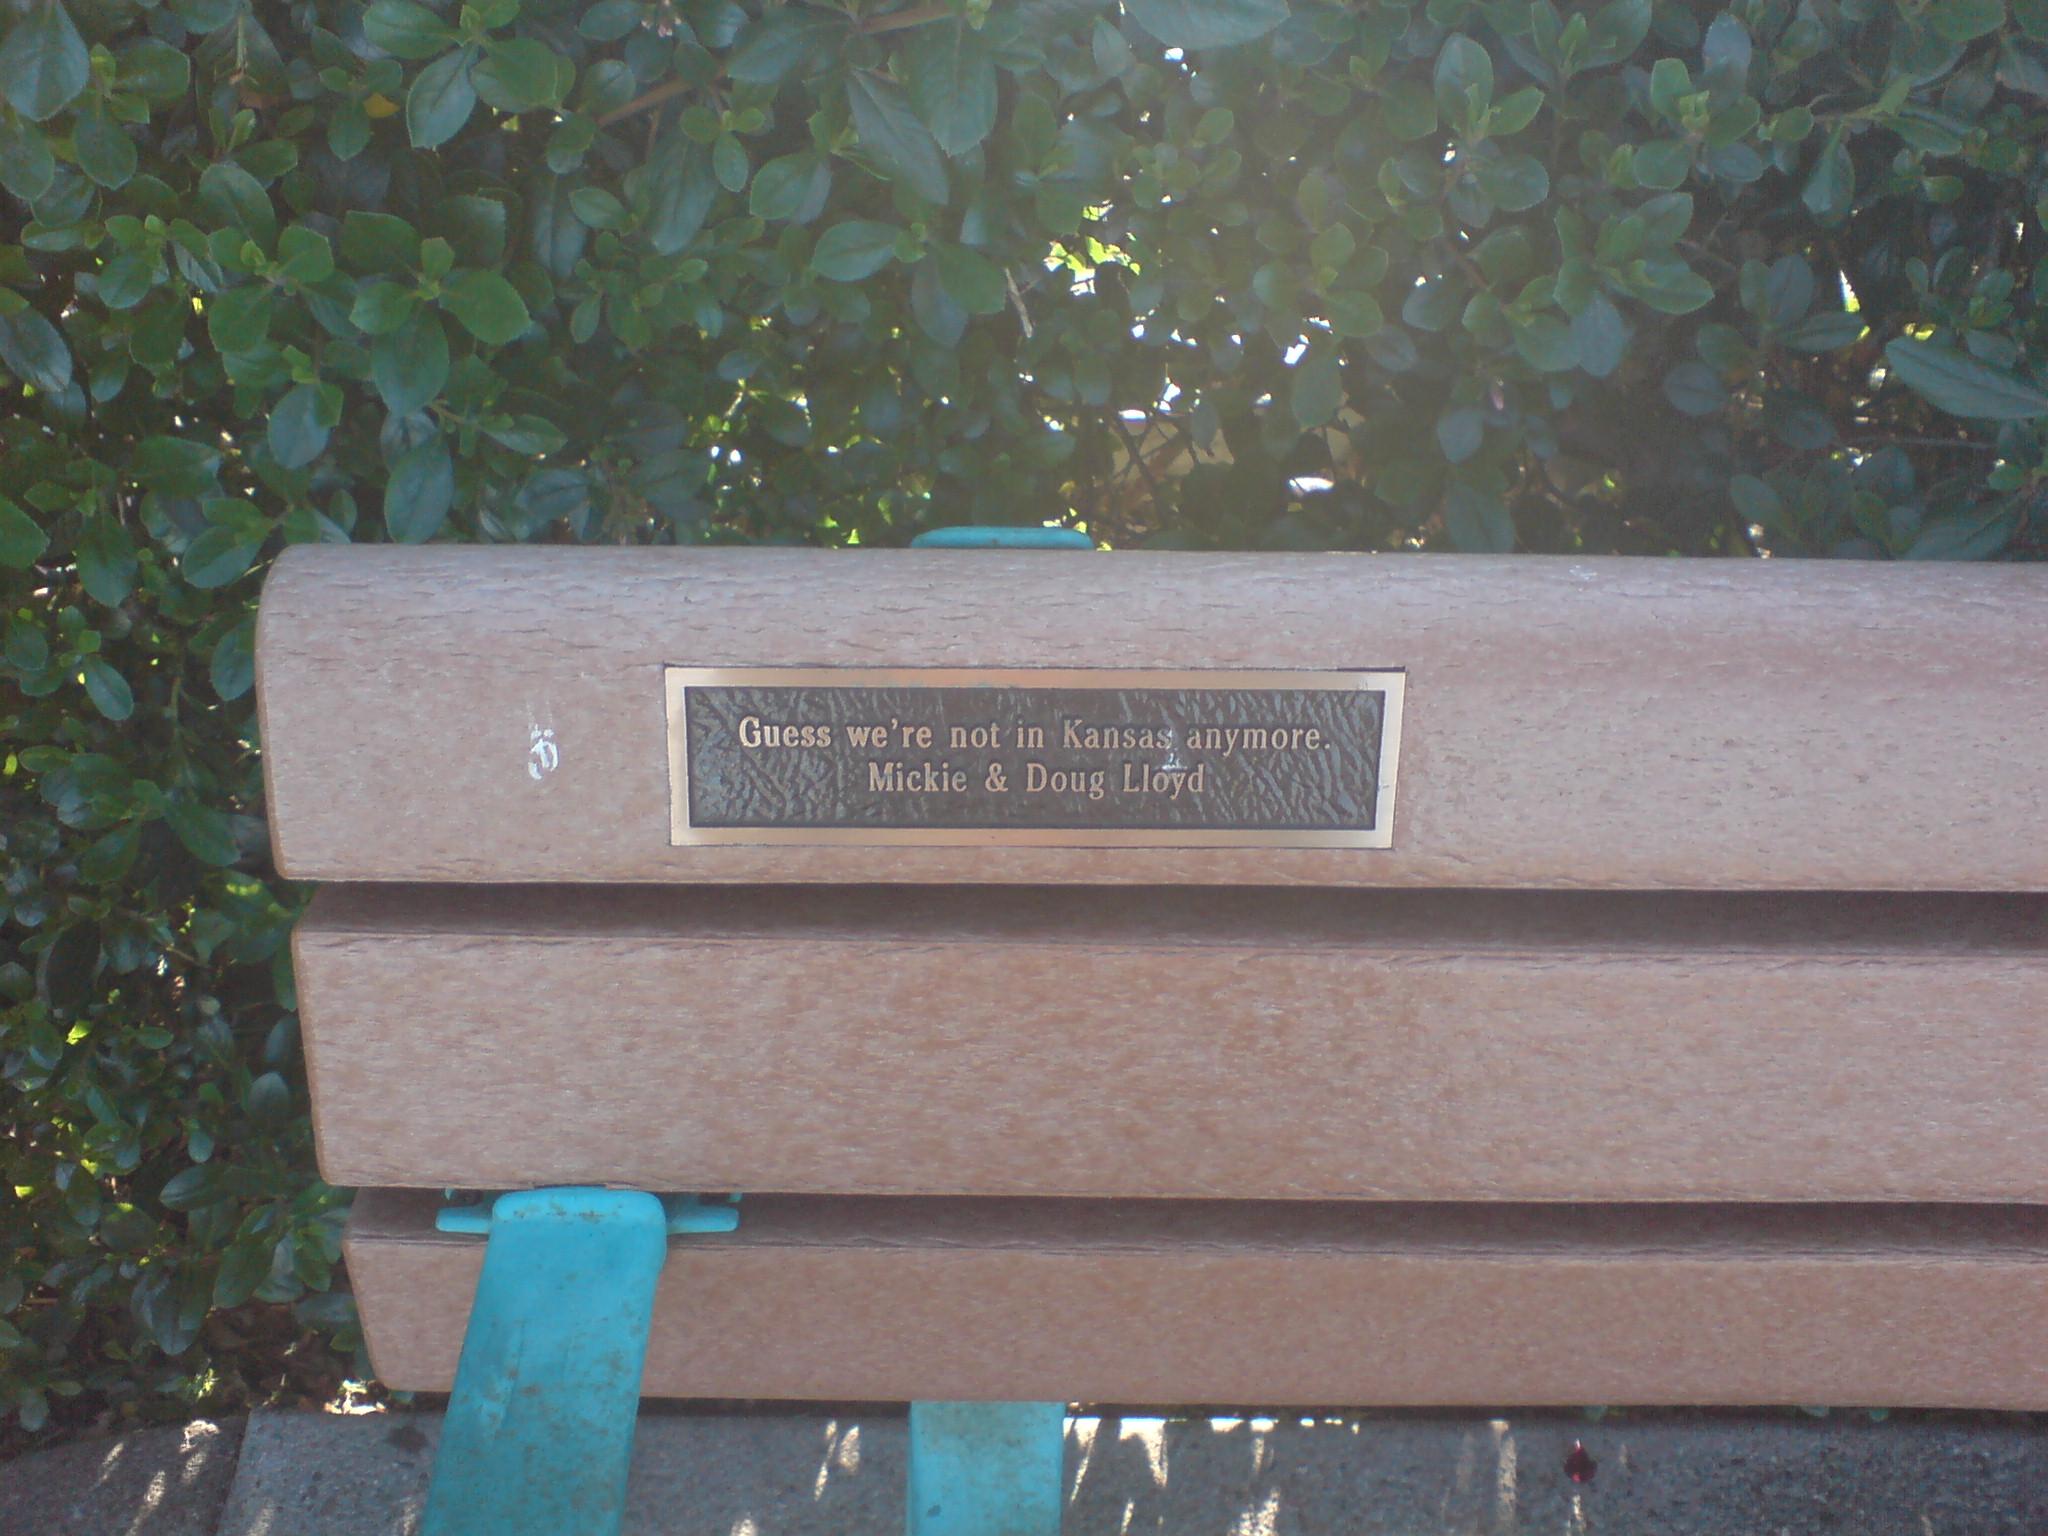 Guess we're not in Kansas anymore.
Mickie & Doug Lloyd